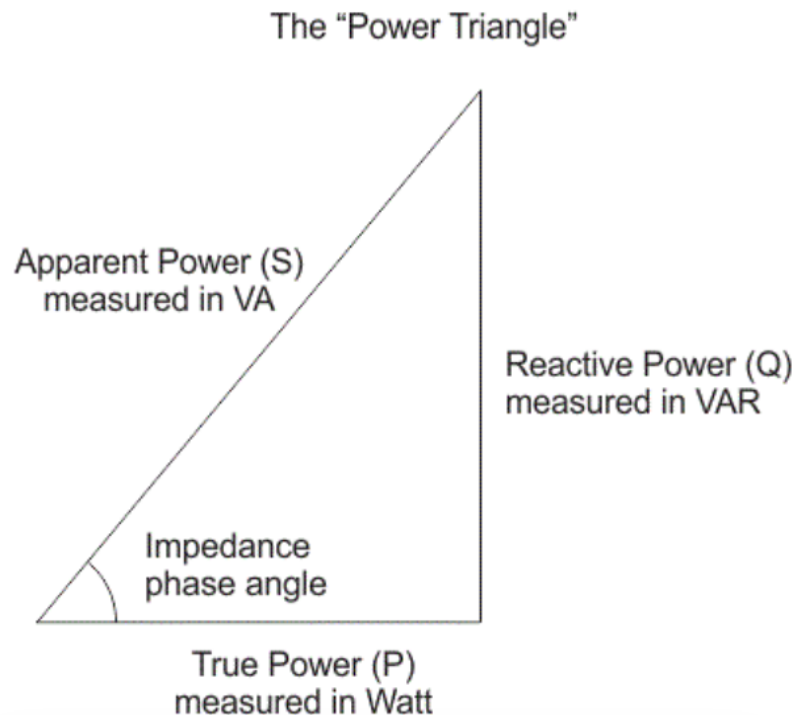 The “Power Triangle”
Apparent Power (S)
measured in VA
Reactive Power (Q)
measured in VAR
Impedance
phase angle
True Power (P)
measured in Watt